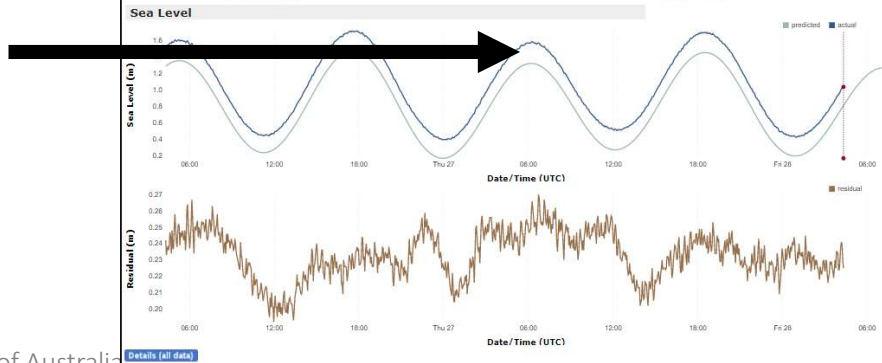 Sea Level
predicted actual
Sea Level (m)
1.6
1.2
1.0
0.8
0.6
0.4
0.2
06:00 12:00 18:00 Thu 27 06:00 12:00 18:00 Fri 28 06:00
Date/Time (UTC)
residual
Residual (m)
0.27
0.26
0.25
0.24
0.23
0.22
0.21
0.20
06:00 12:00 18:00 Thu 27 06:00 12:00 18:00 Fri 28 06:00
Date/Time (UTC)
of Australia
Details (all data)